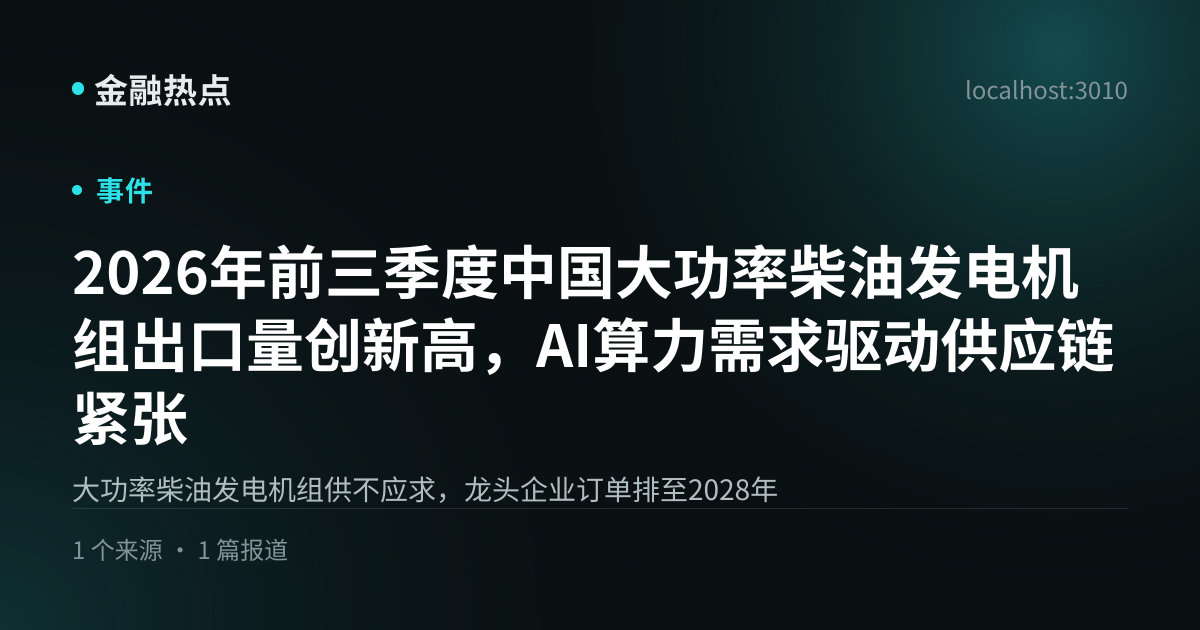 金融热点
localhost:3010
事件
2026年前三季度中国大功率柴油发电机
组出口量创新高，AI算力需求驱动供应链
紧张
大功率柴油发电机组供不应求，龙头企业订单排至2028年
1 个来源 · 1 篇报道